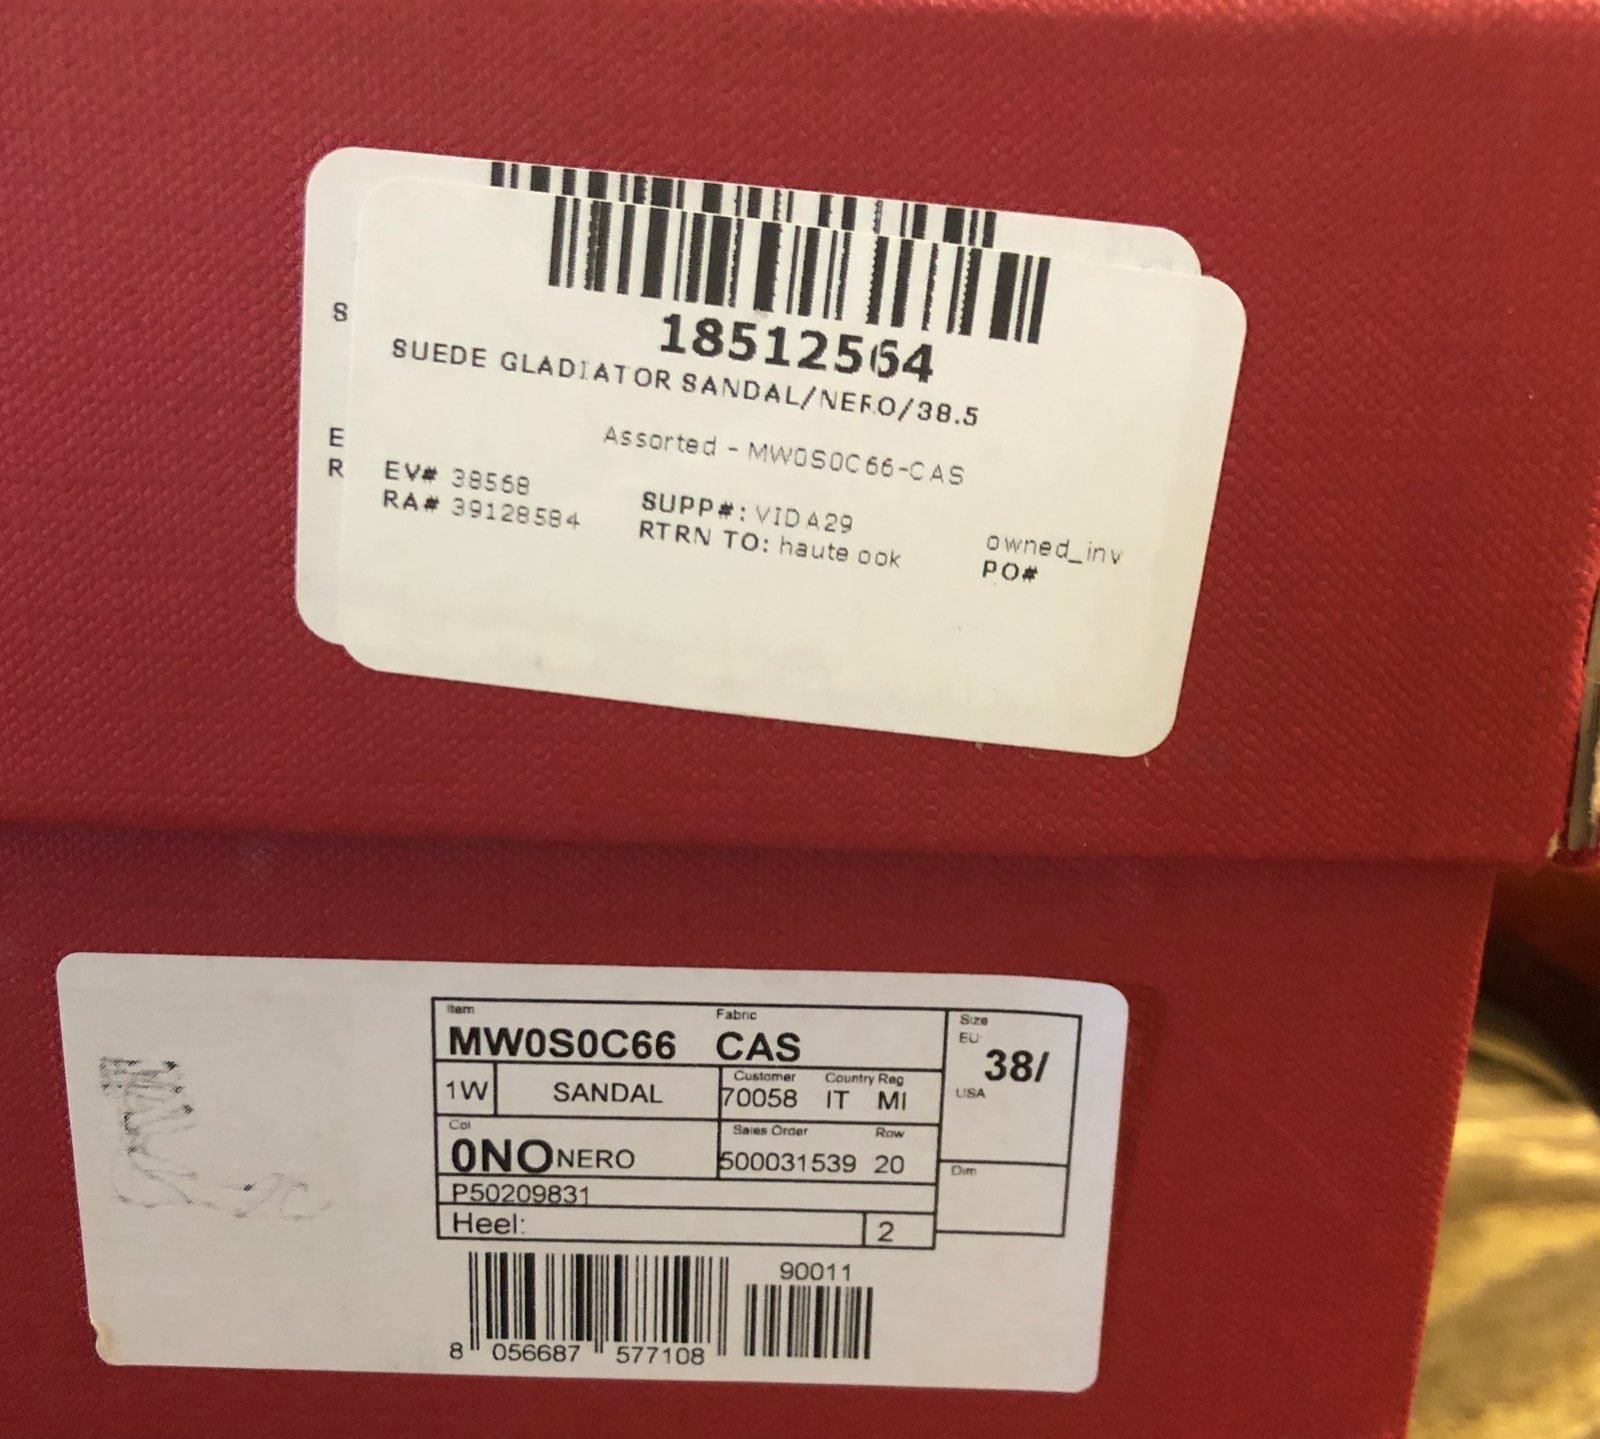 S
E
R
18512564
SUEDE GLADIATOR SANDAL/NERO/38.5
Assorted - MW0S0C66-CAS
EV# 38568
RA# 39128584
SUPP#: VIDA29
RTRN TO: haute ook
owned_inv
PO#
Item Fabric
MW0S0C66 CAS
1W SANDAL
Customer Country Reg
70058 IT MI
Col
0NO NERO
Sales Order Row
500031539 20
P50209831
Heel: 2
Size
EU
38/
USA
Dim
90011
8 056687 577108